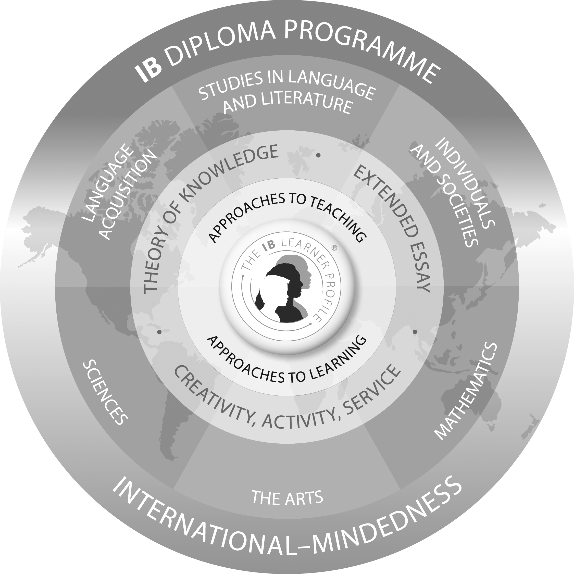 IB DIPLOMA PROGRAMME
STUDIES IN LANGUAGE
AND LITERATURE
LANGUAGE
ACQUISITION
INDIVIDUALS
AND SOCIETIES
THEORY OF KNOWLEDGE
EXTENDED ESSAY
APPROACHES TO TEACHING
THE IB LEARNER PROFILE
®
APPROACHES TO LEARNING
CREATIVITY, ACTIVITY, SERVICE
SCIENCES
MATHEMATICS
THE ARTS
INTERNATIONAL–MINDEDNESS